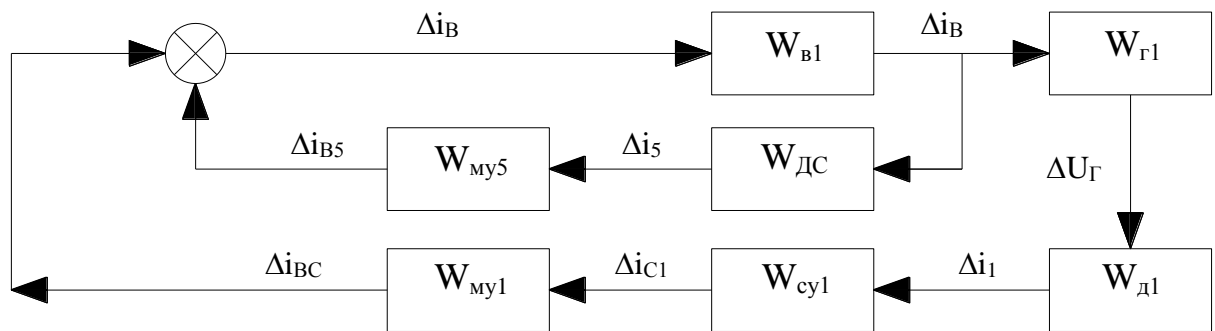 Δi_В
W_в1
Δi_В
W_г1
Δi_В5
W_му5
Δi_5
W_ДС
ΔU_Г
Δi_ВС
W_му1
Δi_С1
W_су1
Δi_1
W_д1